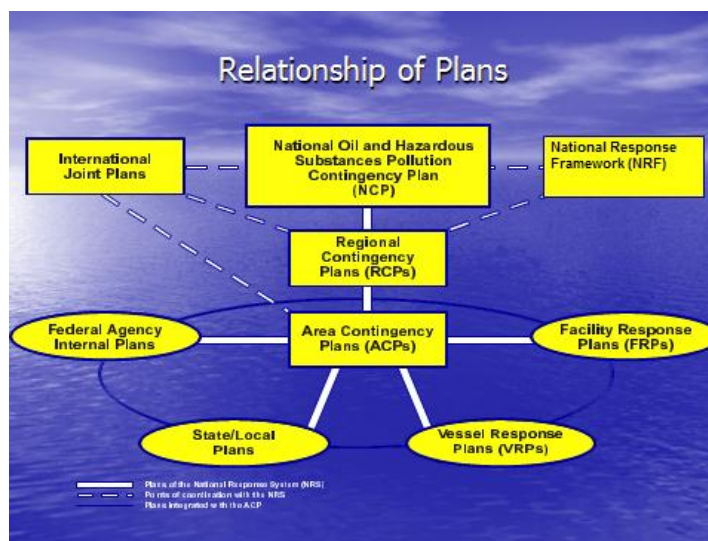 Relationship of Plans
International
Joint Plans
National Oil and Hazardous
Substances Pollution
Contingency Plan
(NCP)
National Response
Framework (NRF)
Regional
Contingency
Plans (RCPs)
Federal Agency
Internal Plans
Area Contingency
Plans (ACPs)
Facility Response
Plans (FRPs)
State/Local
Plans
Vessel Response
Plans (VRPs)
Plans of the National Response System (NRS)
Points of coordination with the NRS
Plans Integrated with the ACP